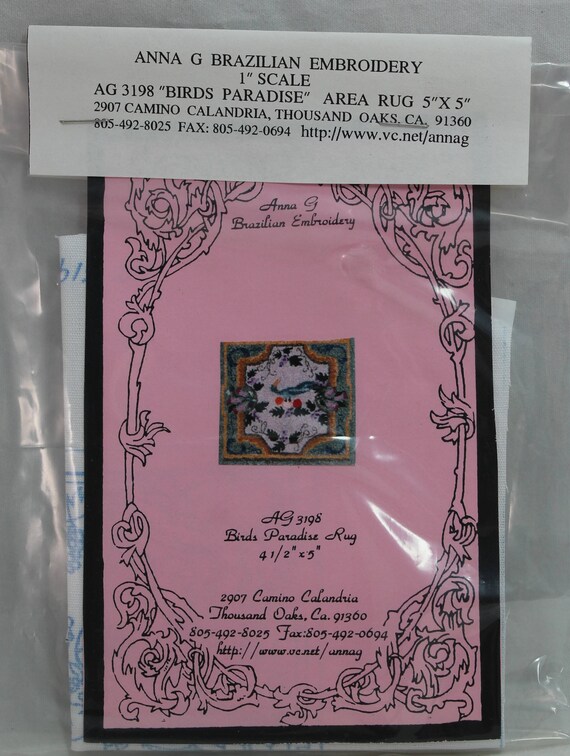 ANNA G BRAZILIAN EMBROIDERY
1" SCALE
AG 3198 "BIRDS PARADISE" AREA RUG 5"X 5"
2907 CAMINO CALANDRIA, THOUSAND OAKS, CA. 91360
805-492-8025 FAX: 805-492-0694 http://www.vc.net/annag
Anna G
Brazilian Embroidery
AG 3198
Birds Paradise Rug
4 1/2" x 5"
2907 Camino Calandria
Thousand Oaks, Ca. 91360
805-492-8025 Fax:805-492-0694
http://www.vc.net/annag